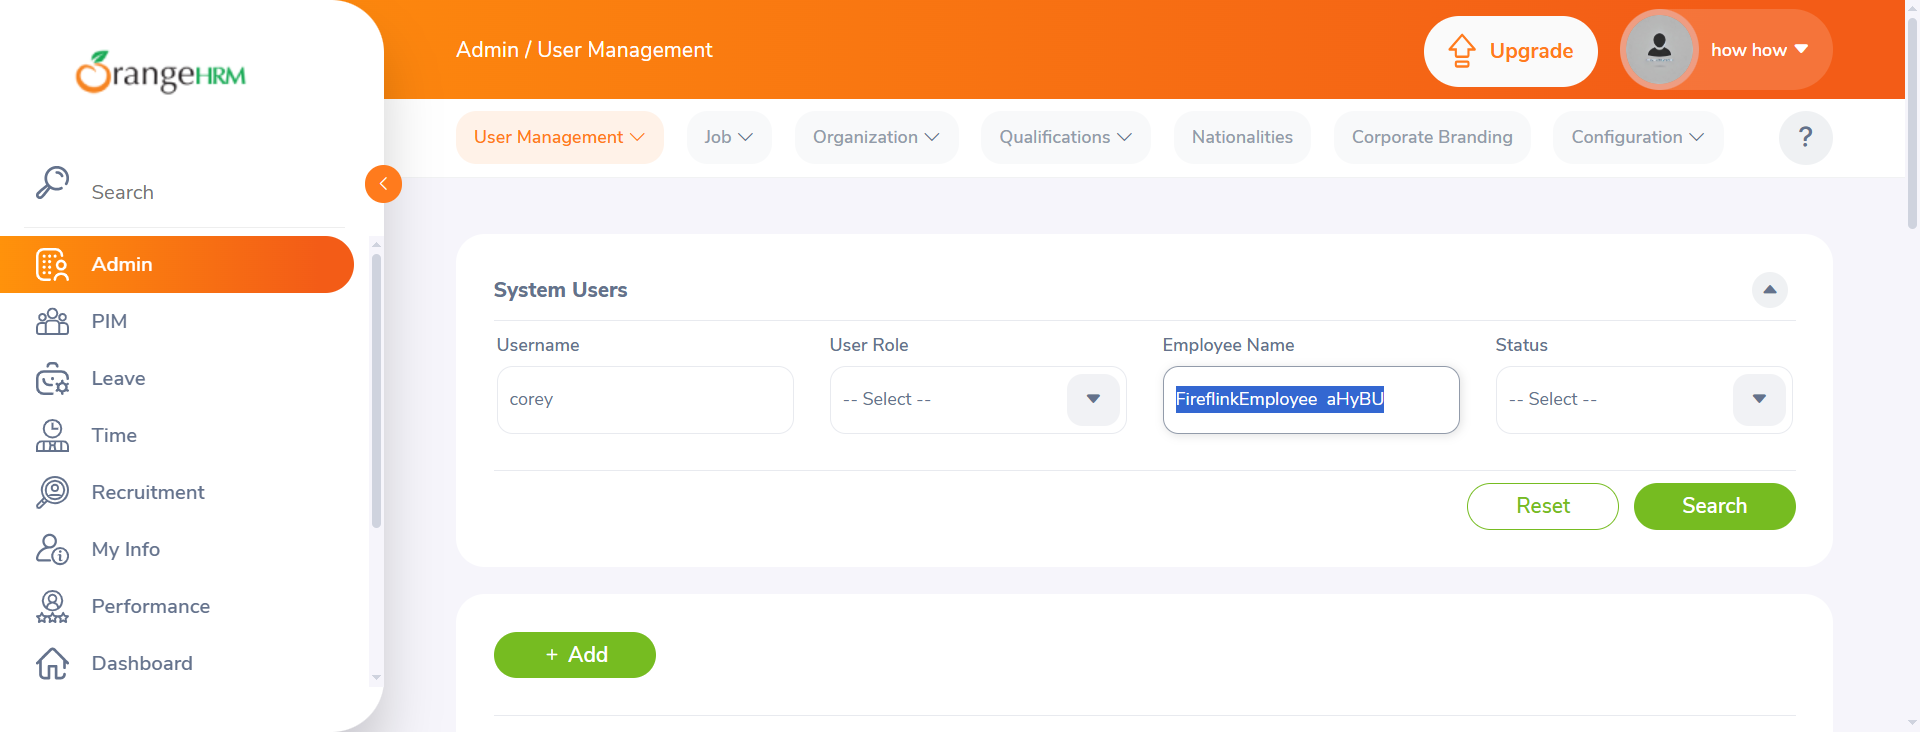 OrangeHRM
Admin / User Management
Upgrade
how how
User Management
Job
Organization
Qualifications
Nationalities
Corporate Branding
Configuration
?
Search
Admin
PIM
Leave
Time
Recruitment
My Info
Performance
Dashboard
System Users
Username
User Role
Employee Name
Status
corey
-- Select --
FireflinkEmployee  aHyBU
-- Select --
Reset
Search
+ Add